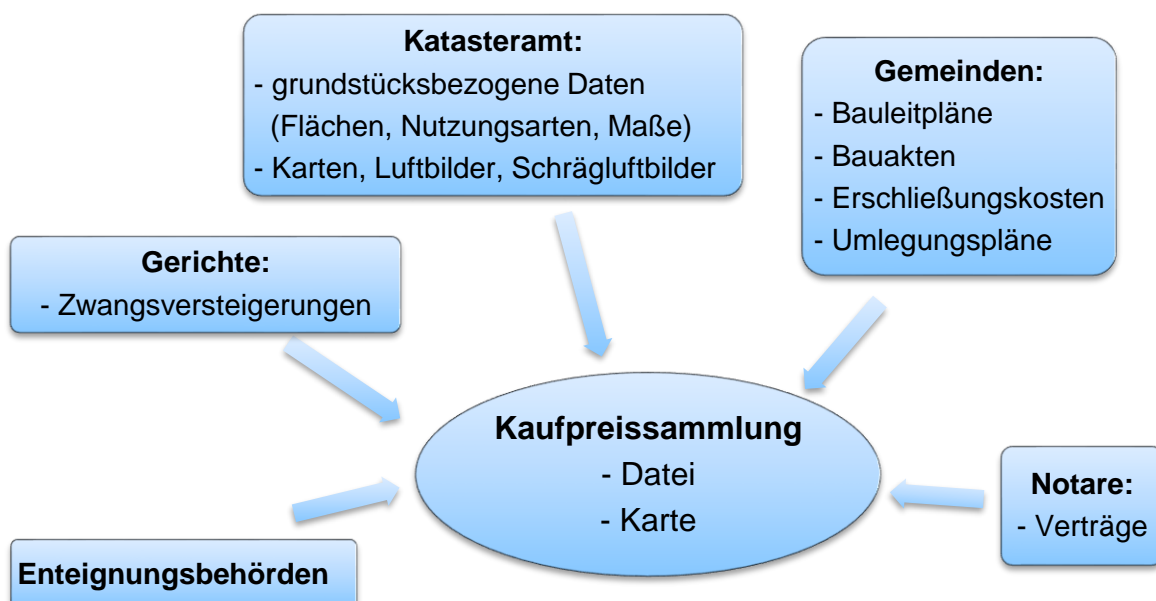 Katasteramt:
- grundstücksbezogene Daten
(Flächen, Nutzungsarten, Maße)
- Karten, Luftbilder, Schrägluftbilder
Gemeinden:
- Bauleitpläne
- Bauakten
- Erschließungskosten
- Umlegungspläne
Gerichte:
- Zwangsversteigerungen
Kaufpreissammlung
- Datei
- Karte
Notare:
- Verträge
Enteignungsbehörden